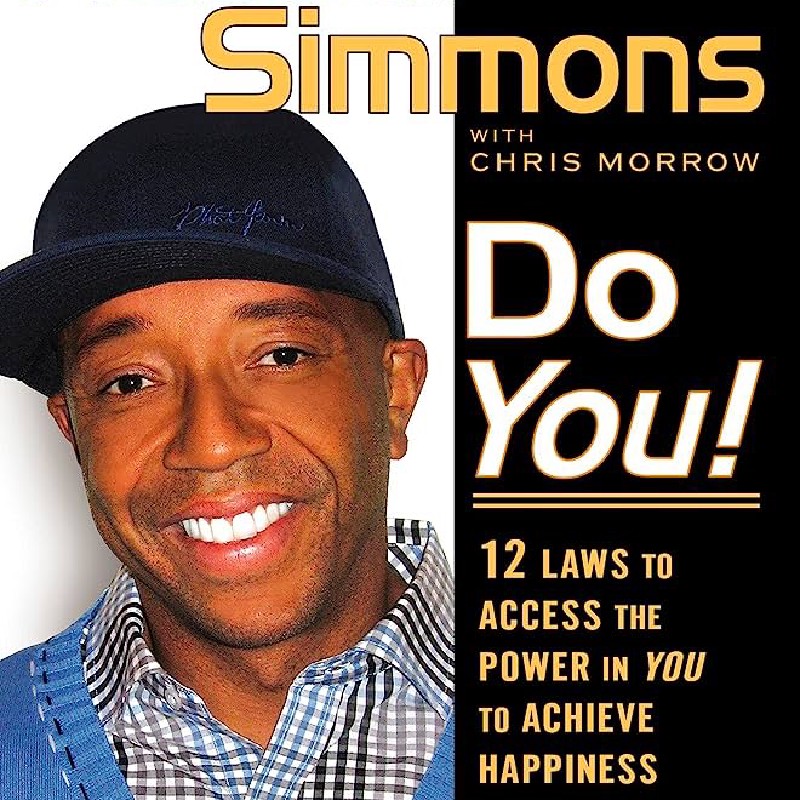 Simmons
WITH
CHRIS MORROW
Do
You!
12 LAWS TO
ACCESS THE
POWER IN YOU
TO ACHIEVE
HAPPINESS